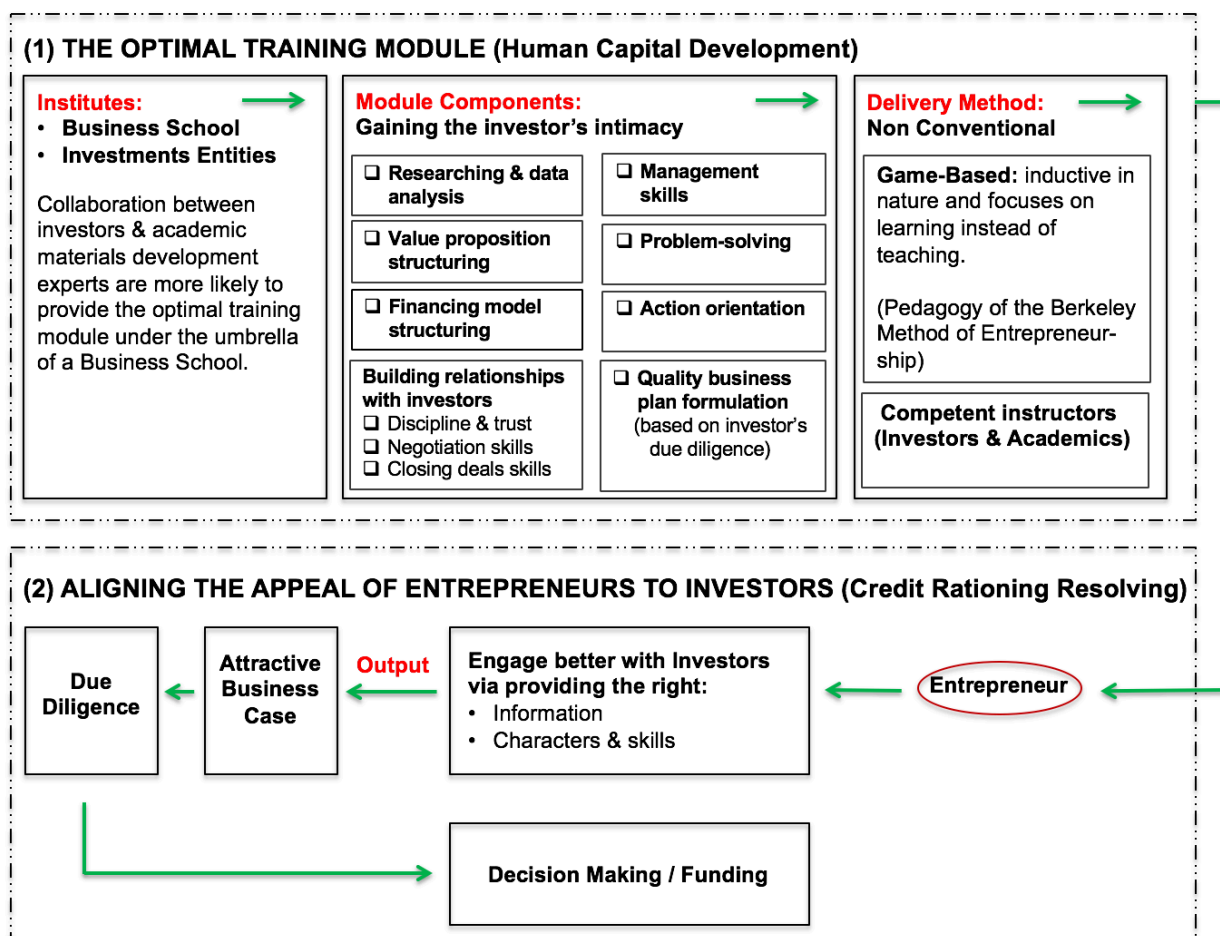 (1) THE OPTIMAL TRAINING MODULE (Human Capital Development)
Institutes:
• Business School
• Investments Entities
Collaboration between
investors & academic
materials development
experts are more likely to
provide the optimal training
module under the umbrella
of a Business School.
Module Components:
Gaining the investor’s intimacy
❑ Researching & data
analysis
❑ Value proposition
structuring
❑ Financing model
structuring
Building relationships
with investors
❑ Discipline & trust
❑ Negotiation skills
❑ Closing deals skills
❑ Management
skills
❑ Problem-solving
❑ Action orientation
❑ Quality business
plan formulation
(based on investor’s
due diligence)
Delivery Method:
Non Conventional
Game-Based: inductive in
nature and focuses on
learning instead of
teaching.
(Pedagogy of the Berkeley
Method of Entrepreneur-
ship)
Competent instructors
(Investors & Academics)
(2) ALIGNING THE APPEAL OF ENTREPRENEURS TO INVESTORS (Credit Rationing Resolving)
Due
Diligence
Attractive
Business
Case
Output
Engage better with Investors
via providing the right:
• Information
• Characters & skills
Entrepreneur
Decision Making / Funding